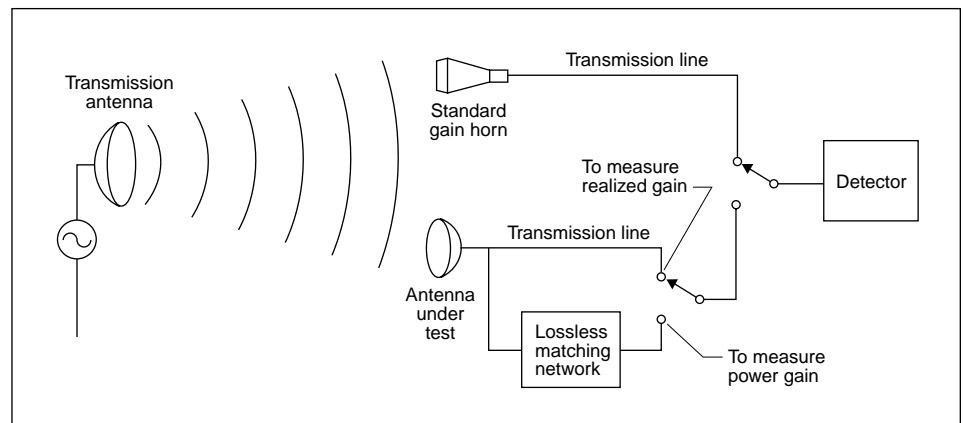 Transmission
antenna
Standard
gain horn
Transmission line
To measure
realized gain
Detector
Transmission line
Antenna
under
test
Lossless
matching
network
To measure
power gain